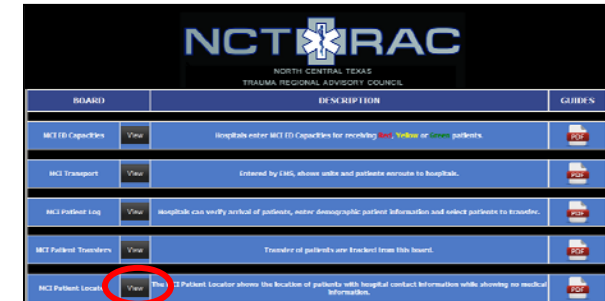 NCT RAC
NORTH CENTRAL TEXAS
TRAUMA REGIONAL ADVISORY COUNCIL
BOARD DESCRIPTION GUIDES
MCI ED Capacities View Hospitals enter MCI ED Capacities for receiving Red, Yellow or Green patients. PDF
MCI Transport View Entered by EMS, shows units and patients enroute to hospitals. PDF
MCI Patient Log View Hospitals can verify arrival of patients, enter demographic patient information and select patients to transfer. PDF
MCI Patient Transfers View Transfer of patients are tracked from this board. PDF
MCI Patient Locator View The MCI Patient Locator shows the location of patients with hospital contact information while showing no medical
information. PDF